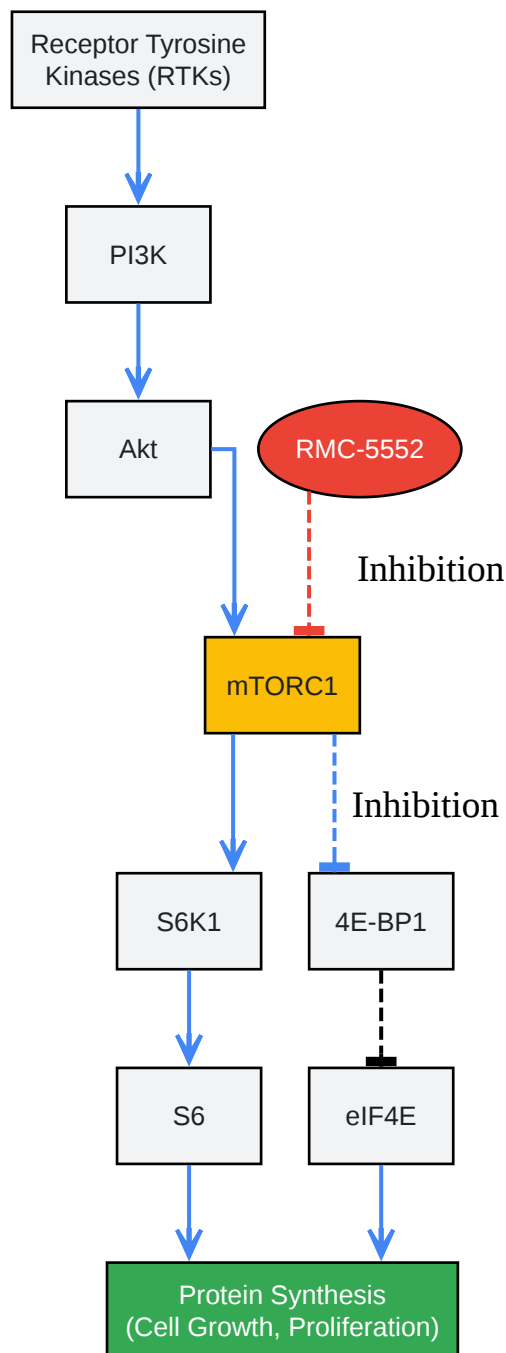 Receptor Tyrosine
Kinases (RTKs)
PI3K
Akt
RMC-5552
Inhibition
mTORC1
Inhibition
S6K1
4E-BP1
S6
eIF4E
Protein Synthesis
(Cell Growth, Proliferation)